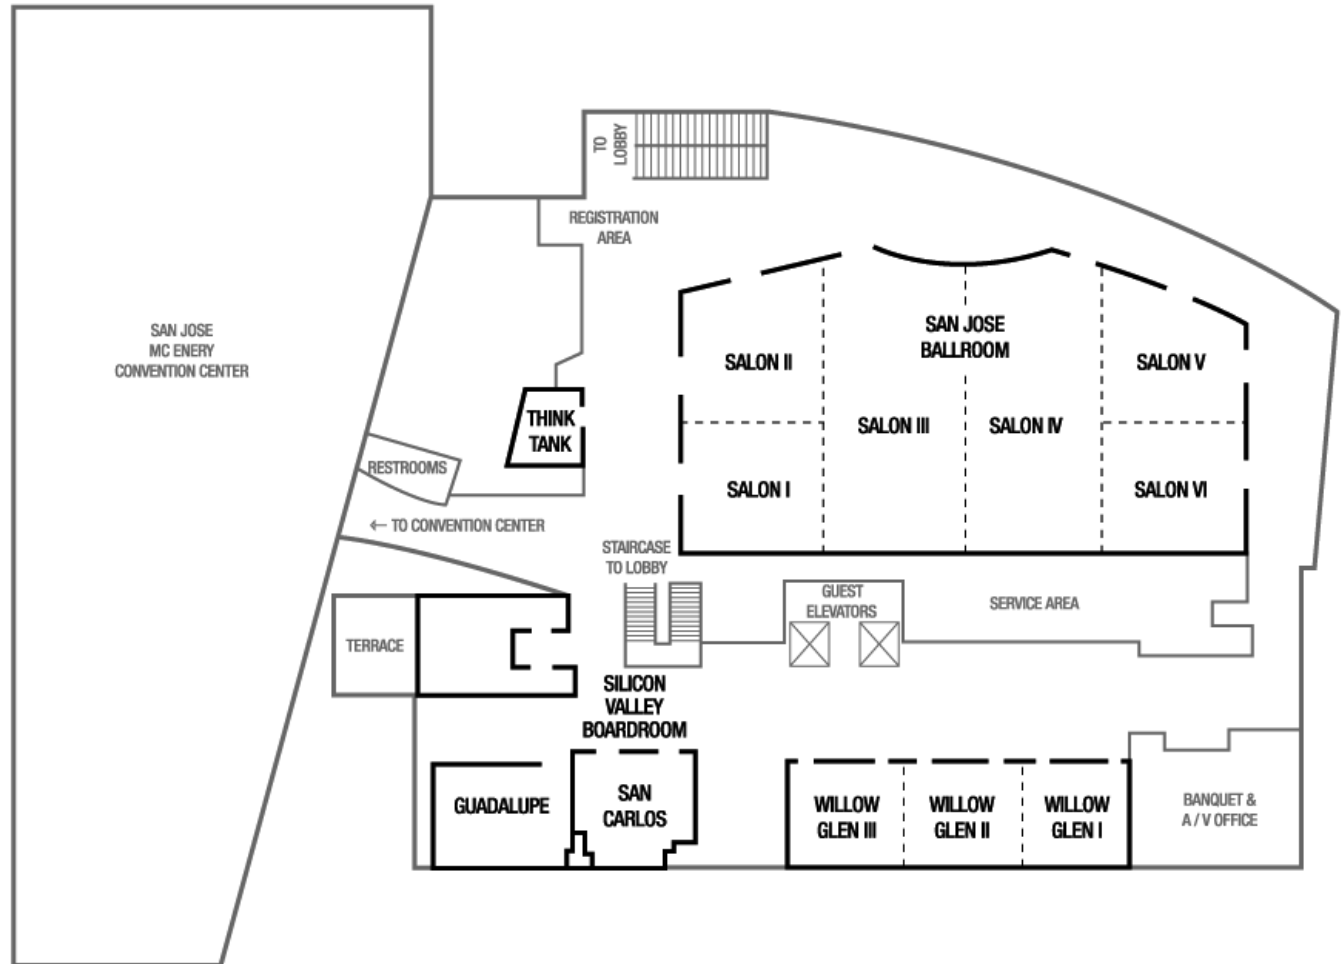 TO
LOBBY
REGISTRATION
AREA
SAN JOSE
MC ENERY
CONVENTION CENTER
SAN JOSE
BALLROOM
SALON II
SALON V
THINK
TANK
SALON III
SALON IV
RESTROOMS
SALON I
SALON VI
← TO CONVENTION CENTER
STAIRCASE
TO LOBBY
GUEST
ELEVATORS
SERVICE AREA
TERRACE
SILICON
VALLEY
BOARDROOM
GUADALUPE
SAN
CARLOS
WILLOW
GLEN III
WILLOW
GLEN II
WILLOW
GLEN I
BANQUET &
A / V OFFICE